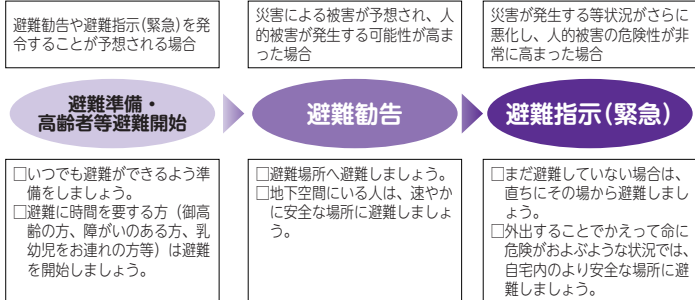 避難勧告や避難指示(緊急)を発
令することが予想される場合
災害による被害が予想され、人
的被害が発生する可能性が高ま
った場合
災害が発生する等状況がさらに
悪化し、人的被害の危険性が非
常に高まった場合
避難準備・
高齢者等避難開始
避難勧告
避難指示(緊急)
□いつでも避難ができるよう準
備をしましょう。
□避難に時間を要する方（御高
齢の方、障がいのある方、乳
幼児をお連れの方等）は避難
を開始しましょう。
□避難場所へ避難しましょう。
□地下空間にいる人は、速やか
に安全な場所に避難しましょ
う。
□まだ避難していない場合は、
直ちにその場から避難しまし
ょう。
□外出することでかえって命に
危険がおよぶような状況では、
自宅内のより安全な場所に避
難しましょう。